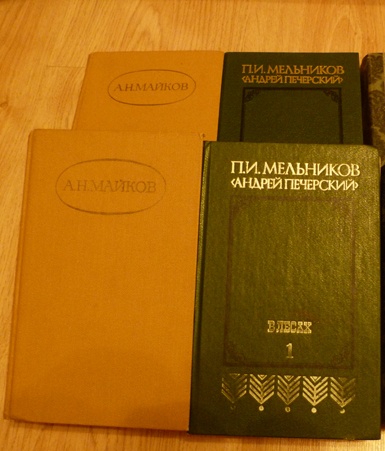 А.Н.МАЙКОВ
П.И. МЕЛЬНИКОВ
«АНДРЕЙ ПЕЧЕРСКИЙ»
А.Н.МАЙКОВ
П.И. МЕЛЬНИКОВ
«АНДРЕЙ ПЕЧЕРСКИЙ»
В ЛЕСАХ
1